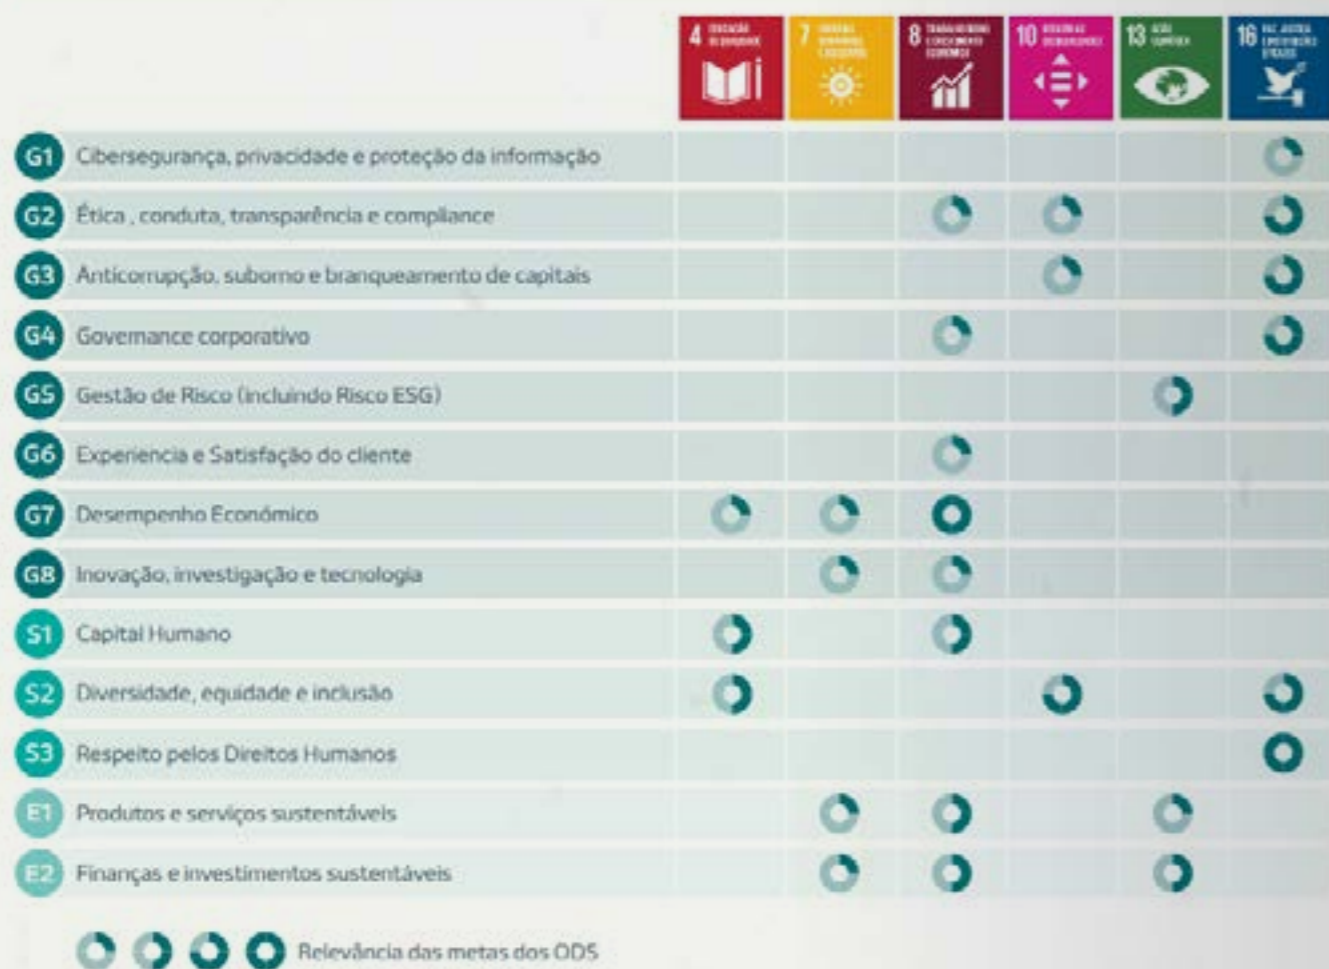 4
7
8
10
13
16
G1 Cibersegurança, privacidade e proteção da informação
G2 Ética , conduta, transparência e compliance
G3 Anticorrupção, suborno e branqueamento de capitais
G4 Governance corporativo
G5 Gestão de Risco (incluindo Risco ESG)
G6 Experiencia e Satisfação do cliente
G7 Desempenho Económico
G8 Inovação, investigação e tecnologia
S1 Capital Humano
S2 Diversidade, equidade e inclusão
S3 Respeito pelos Direitos Humanos
E1 Produtos e serviços sustentáveis
E2 Finanças e investimentos sustentáveis
Relevância das metas dos ODS